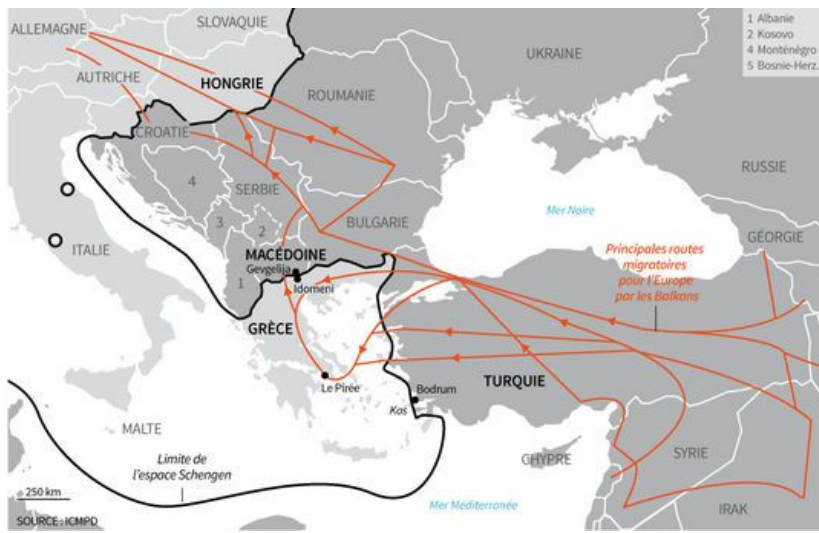 ALLEMAGNE
SLOVAQUIE
1 Albanie
2 Kosovo
4 Monténégro
5 Bosnie-Herz.
UKRAINE
AUTRICHE
HONGRIE
ROUMANIE
CROATIE
RUSSIE
4
SERBIE
Mer Noire
3
2
BULGARIE
GÉORGIE
ITALIE
MACÉDOINE
Gevgelija
Idomeni
Principales routes
migratoires
pour l'Europe
par les Balkans
1
GRÈCE
Le Pirée
Bodrum
Kos
TURQUIE
MALTE
Limite de
l'espace Schengen
CHYPRE
SYRIE
250 km
Mer Méditerranée
IRAK
SOURCE : ICMPD